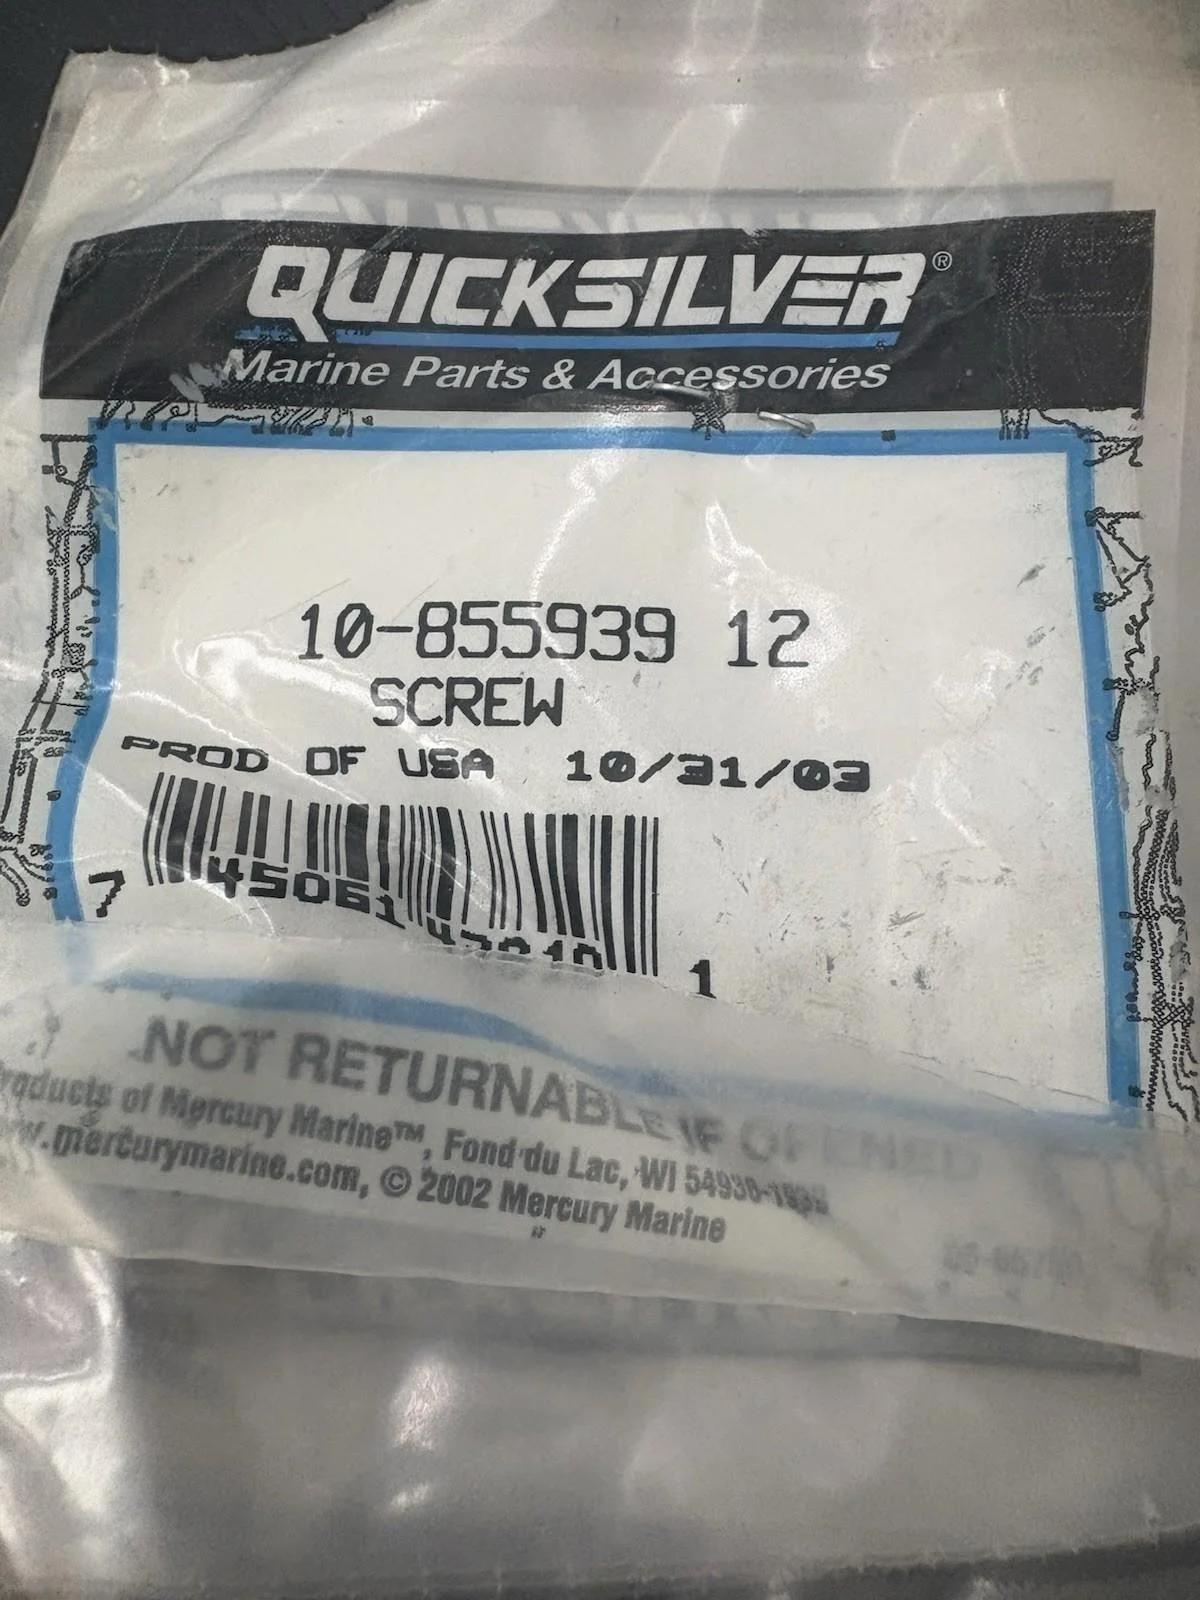 QUICKSILVER®
Marine Parts & Accessories
10-855939 12
SCREW
PROD OF USA 10/31/03
7 45061 1
NOT RETURNABLE IF OPENED
Products of Mercury Marine™, Fond du Lac, WI
www.mercurymarine.com, © 2002 Mercury Marine